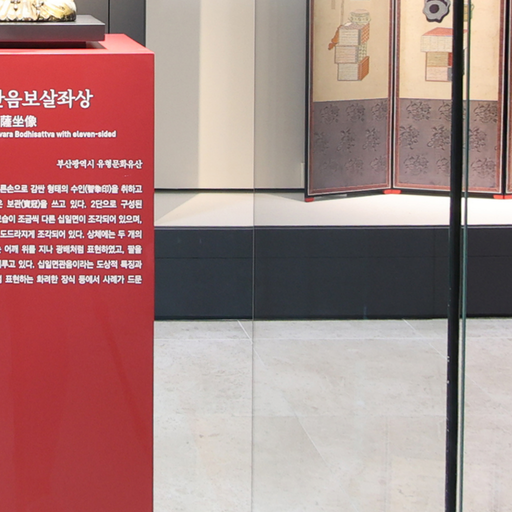 관음보살좌상
薩坐像
vara Bodhisattva with eleven-sided
부산광역시 유형문화유산
른손으로 감싼 형태의 수인(智拳印)을 취하고
보관(寶冠)을 쓰고 있다. 2단으로 구성된
모습이 조금씩 다른 십일면이 조각되어 있으며,
도드라지게 조각되어 있다. 상체에는 두 개의
어깨 위를 지나 광배처럼 표현하였고, 팔을
루고 있다. 십일면관음이라는 도상적 특징과
표현하는 화려한 장식 등에서 사례가 드문